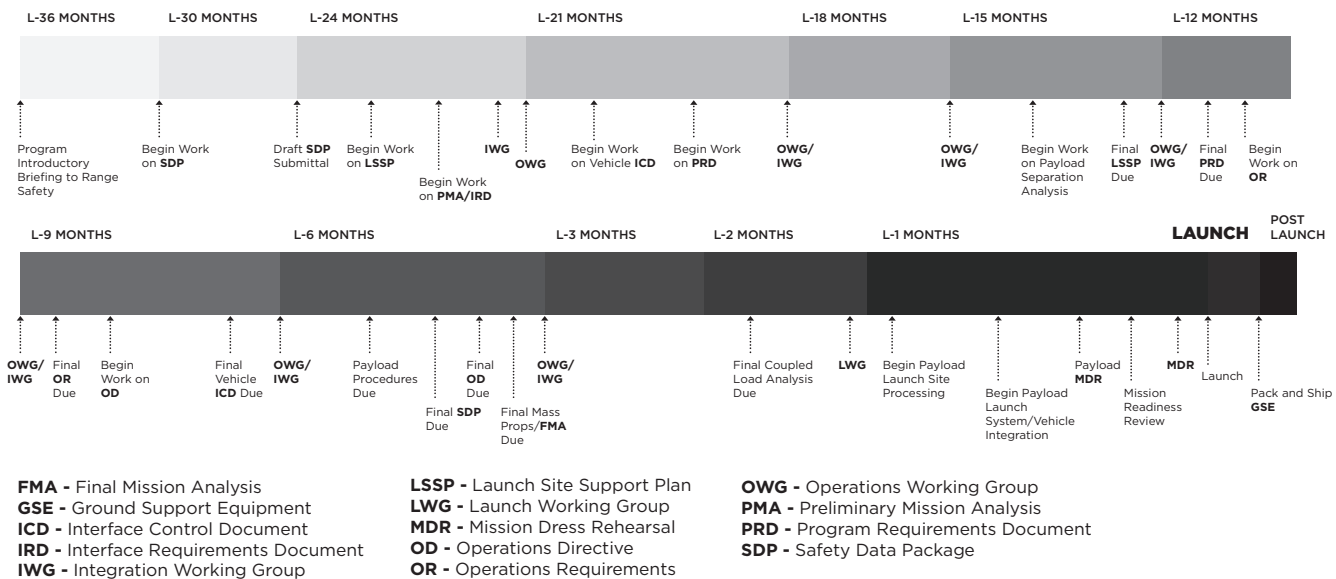 L-36 MONTHS
L-30 MONTHS
L-24 MONTHS
L-21 MONTHS
L-18 MONTHS
L-15 MONTHS
L-12 MONTHS
Program
Introductory
Briefing to Range
Safety
Begin Work
on SDP
Draft SDP
Submittal
Begin Work
on LSSP
Begin Work
on PMA/IRD
IWG
OWG
Begin Work
on Vehicle ICD
Begin Work
on PRD
OWG/
IWG
OWG/
IWG
Begin Work
on Payload
Separation
Analysis
Final
LSSP
Due
OWG/
IWG
Final
PRD
Due
Begin
Work on
OR
L-9 MONTHS
L-6 MONTHS
L-3 MONTHS
L-2 MONTHS
L-1 MONTHS
LAUNCH
POST
LAUNCH
OWG/
IWG
Final
OR
Due
Begin
Work on
OD
Final
Vehicle
ICD Due
OWG/
IWG
Payload
Procedures
Due
Final SDP
Due
Final
OD
Due
Final Mass
Props/FMA
Due
OWG/
IWG
Final Coupled
Load Analysis
Due
LWG
Begin Payload
Launch Site
Processing
Begin Payload
Launch
System/Vehicle
Integration
Payload
MDR
Mission
Readiness
Review
MDR
Launch
Pack and Ship
GSE
FMA - Final Mission Analysis
GSE - Ground Support Equipment
ICD - Interface Control Document
IRD - Interface Requirements Document
IWG - Integration Working Group
LSSP - Launch Site Support Plan
LWG - Launch Working Group
MDR - Mission Dress Rehearsal
OD - Operations Directive
OR - Operations Requirements
OWG - Operations Working Group
PMA - Preliminary Mission Analysis
PRD - Program Requirements Document
SDP - Safety Data Package